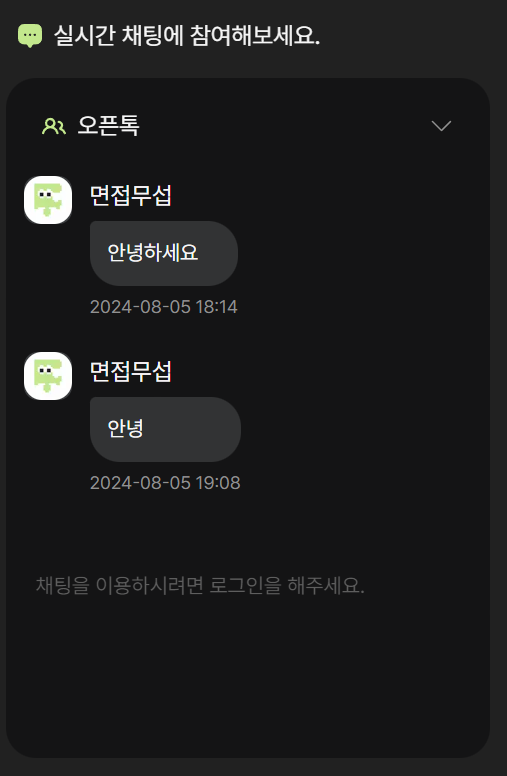 실시간 채팅에 참여해보세요.
오픈톡
면접무섭
안녕하세요
2024-08-05 18:14
면접무섭
안녕
2024-08-05 19:08
채팅을 이용하시려면 로그인을 해주세요.